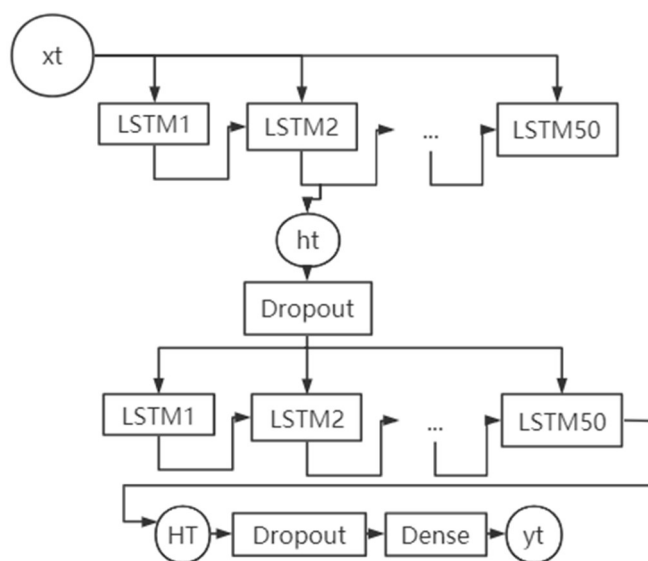 xt
LSTM1
LSTM2
...
LSTM50
ht
Dropout
LSTM1
LSTM2
...
LSTM50
HT
Dropout
Dense
yt